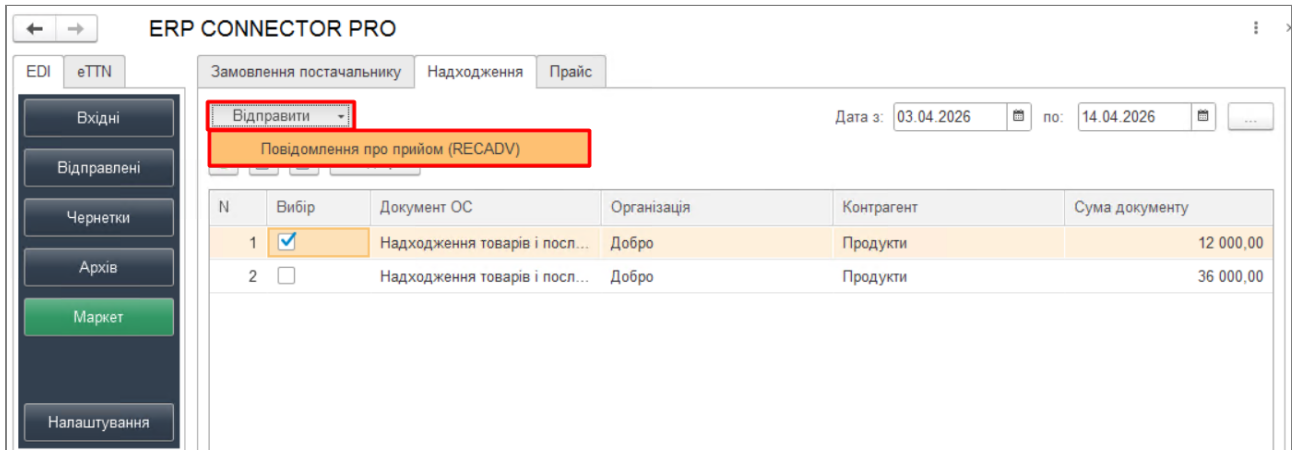 ERP CONNECTOR PRO
EDI eTTN
Замовлення постачальнику Надходження Прайс
Вхідні
Відправлені
Чернетки
Архів
Маркет
Налаштування
Відправити Дата з: 03.04.2026 по: 14.04.2026 ...
Повідомлення про прийом (RECADV)
N Вибір Документ ОС Організація Контрагент Сума документу
1 Надходження товарів і посл... Добро Продукти 12 000,00
2 Надходження товарів і посл... Добро Продукти 36 000,00